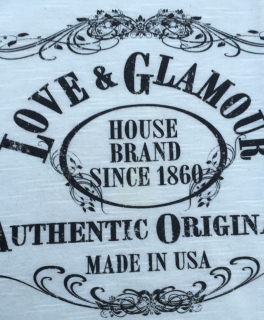 LOVE & GLAMOUR
HOUSE
BRAND
SINCE 1860
AUTHENTIC ORIGINA
MADE IN USA